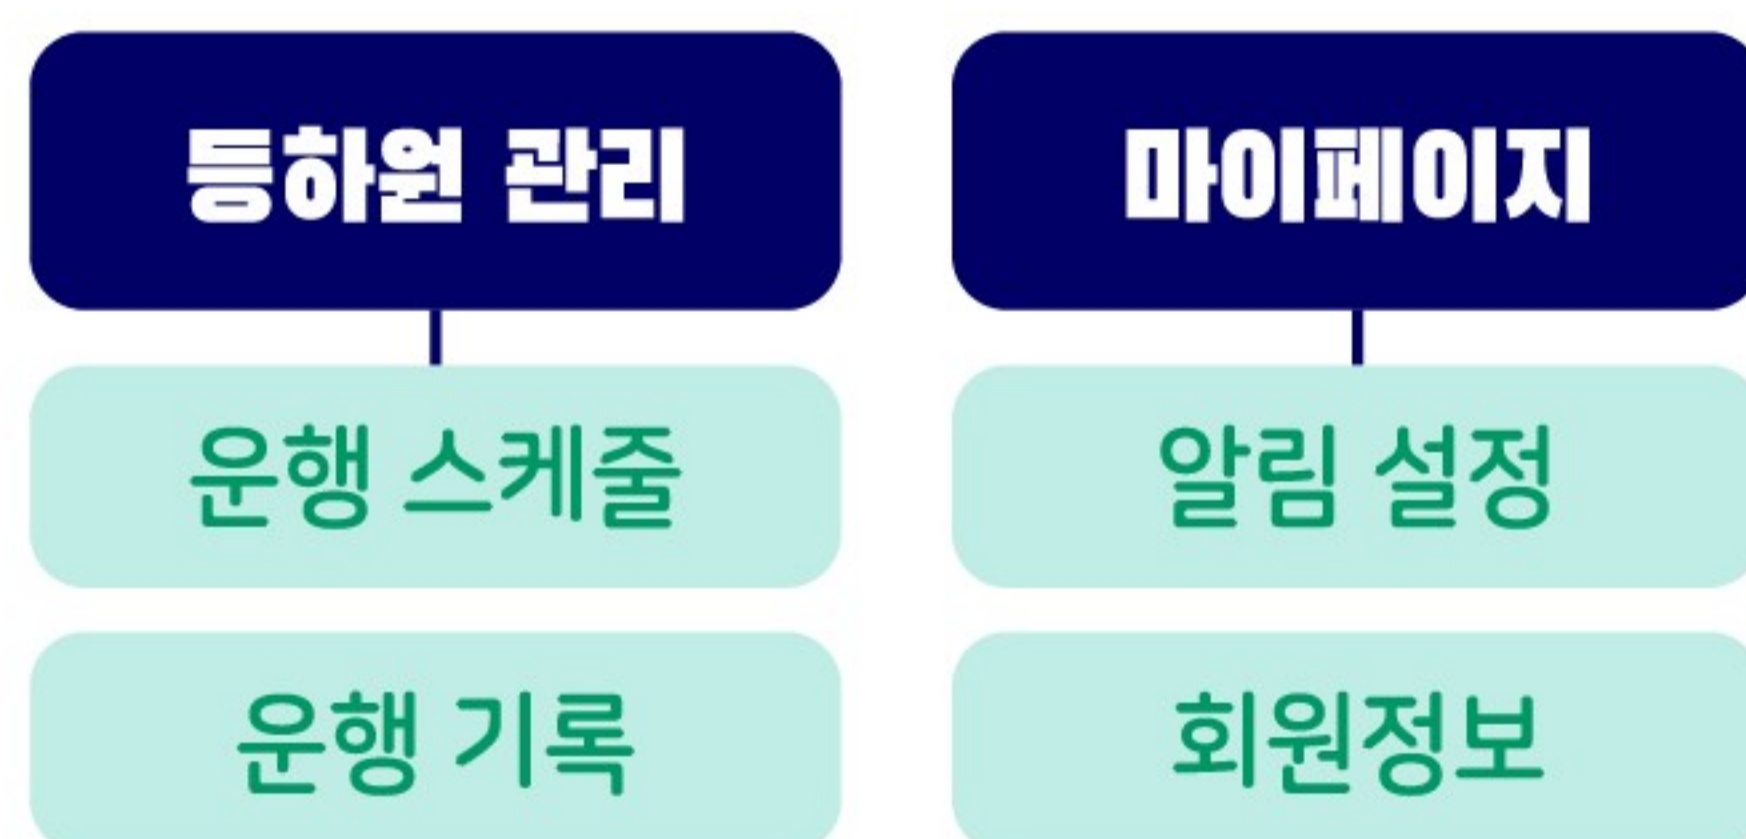 등하원 관리
마이페이지
운행 스케줄
알림 설정
운행 기록
회원정보